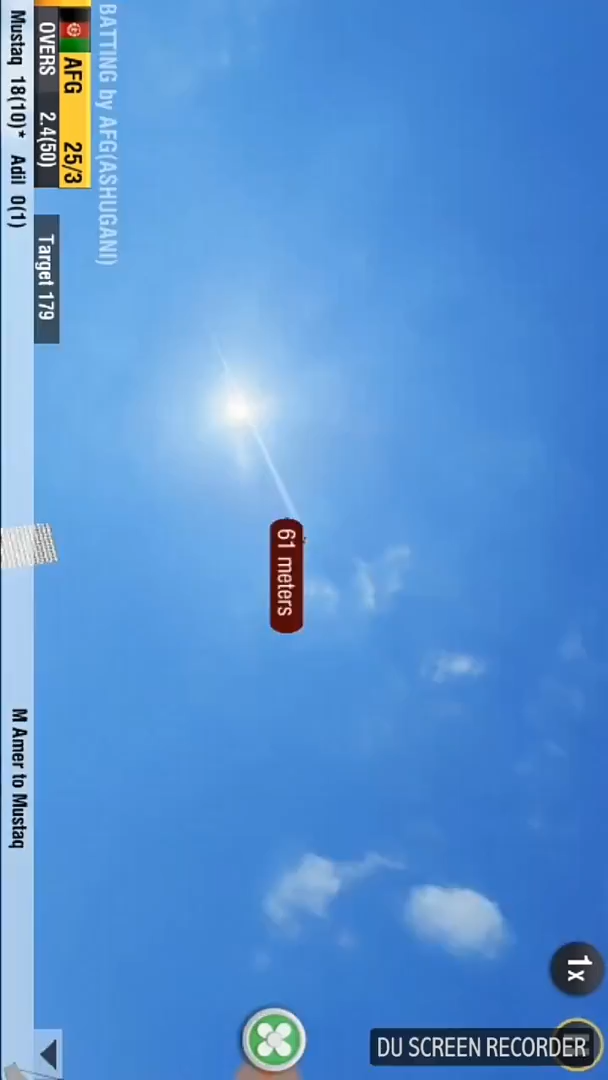 BATTING by AFG(ASHUGANI)
AFG 25/3
OVERS 2.4(50)
Target 179
Mustaq 18(10)* Adil 0(1)
M Amer to Mustaq
61 meters
1x
DU SCREEN RECORDER